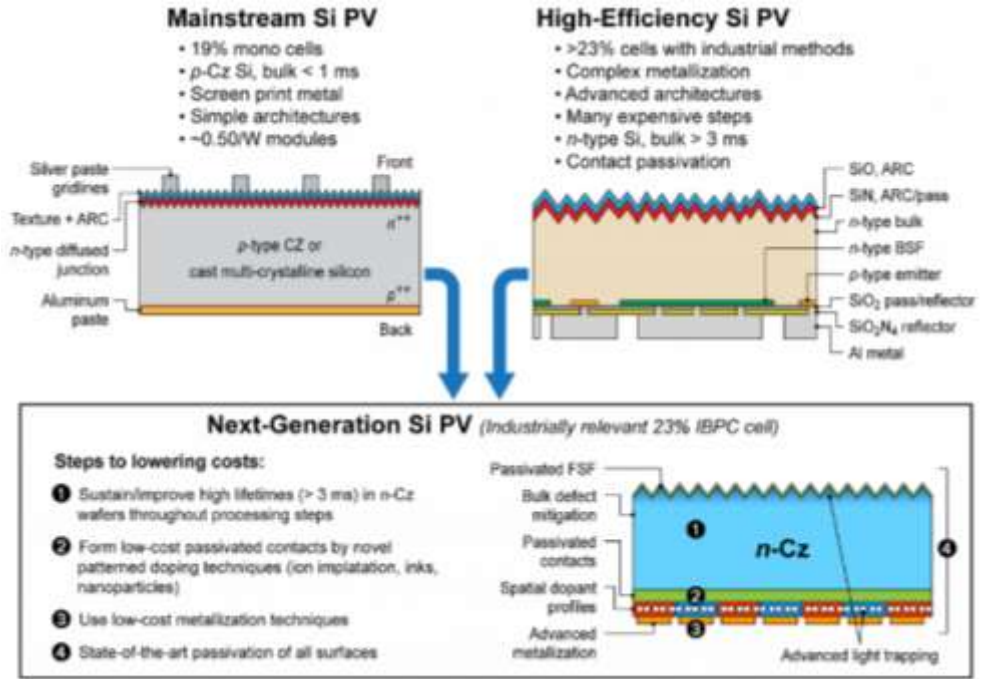 Mainstream Si PV
• 19% mono cells
• p-Cz Si, bulk < 1 ms
• Screen print metal
• Simple architectures
• ~0.50/W modules
Silver paste
gridlines
Front
Texture + ARC
n-type diffused
junction
n++
p-type CZ or
cast multi-crystalline silicon
p++
Aluminum
paste
Back
High-Efficiency Si PV
• >23% cells with industrial methods
• Complex metallization
• Advanced architectures
• Many expensive steps
• n-type Si, bulk > 3 ms
• Contact passivation
SiO, ARC
SiN, ARC/pass
n-type bulk
n-type BSF
p-type emitter
SiO2 pass/reflector
SiO2N4 reflector
Al metal
Next-Generation Si PV (Industrially relevant 23% IBPC cell)
Steps to lowering costs:
1 Sustain/improve high lifetimes (> 3 ms) in n-Cz
wafers throughout processing steps
2 Form low-cost passivated contacts by novel
patterned doping techniques (ion implatation, inks,
nanoparticles)
3 Use low-cost metallization techniques
4 State-of-the-art passivation of all surfaces
Passivated FSF
Bulk defect
mitigation
Passivated
contacts
Spatial dopant
profiles
Advanced
metallization
1
n-Cz
2
3
4
Advanced light trapping